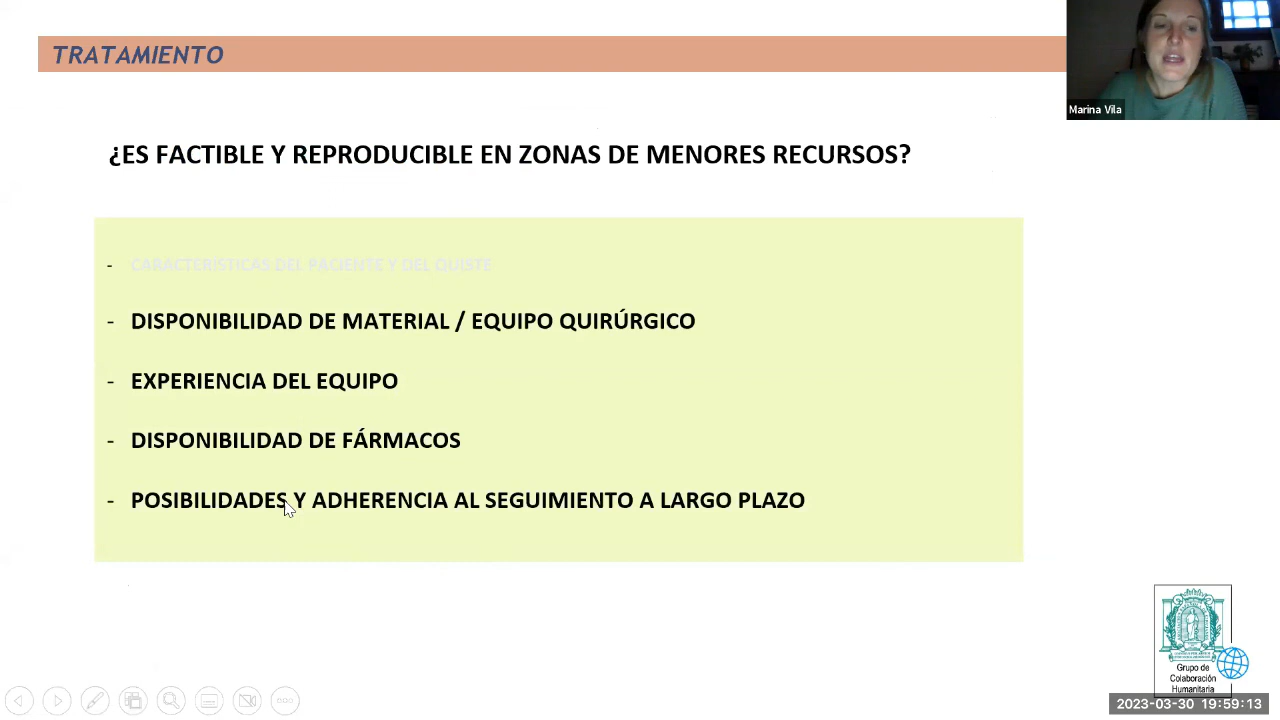 TRATAMIENTO
Marina Vila
¿ES FACTIBLE Y REPRODUCIBLE EN ZONAS DE MENORES RECURSOS?
- CARACTERÍSTICAS DEL PACIENTE Y DEL QUISTE
- DISPONIBILIDAD DE MATERIAL / EQUIPO QUIRÚRGICO
- EXPERIENCIA DEL EQUIPO
- DISPONIBILIDAD DE FÁRMACOS
- POSIBILIDADES Y ADHERENCIA AL SEGUIMIENTO A LARGO PLAZO
Grupo de
Colaboración
Humanitaria
2023-03-30 19:59:13